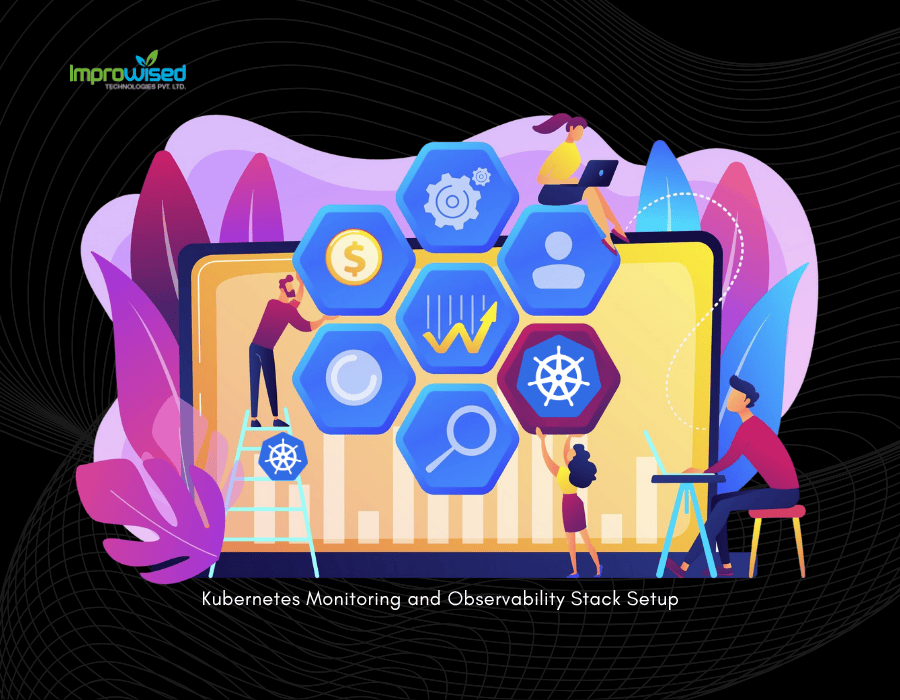 Improwised
TECHNOLOGIES PVT. LTD.
$
Kubernetes Monitoring and Observability Stack Setup